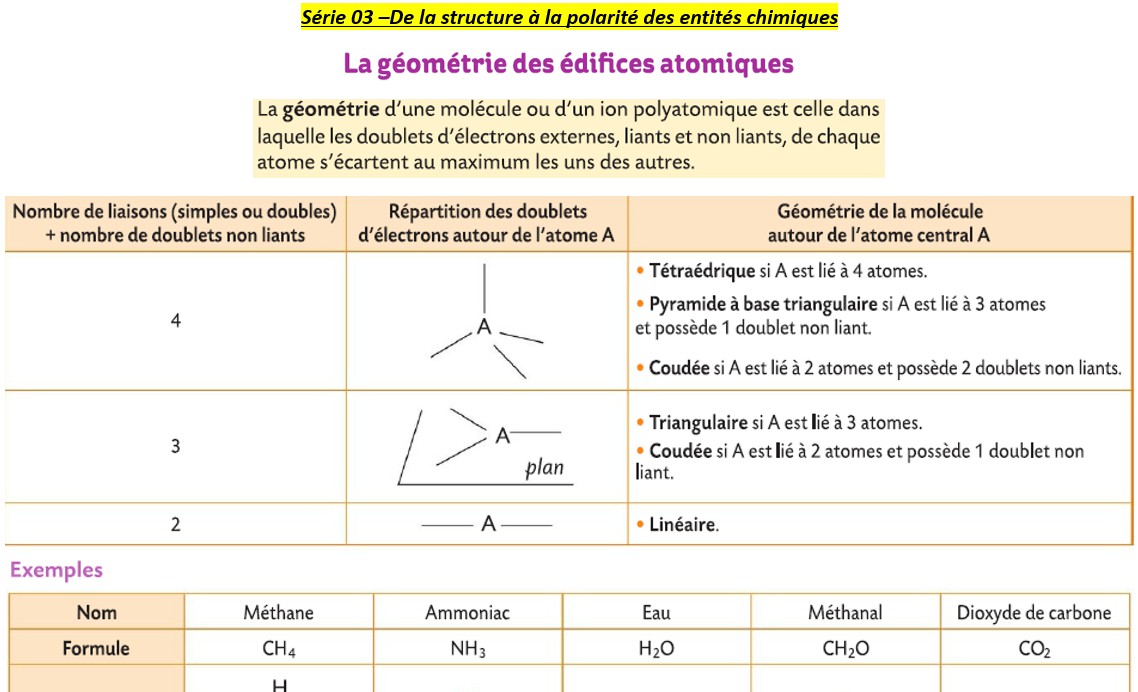 Série 03 –De la structure à la polarité des entités chimiques
La géométrie des édifices atomiques
La géométrie d'une molécule ou d'un ion polyatomique est celle dans
laquelle les doublets d'électrons externes, liants et non liants, de chaque
atome s'écartent au maximum les uns des autres.
Nombre de liaisons (simples ou doubles)
+ nombre de doublets non liants
Répartition des doublets
d'électrons autour de l'atome A
Géométrie de la molécule
autour de l'atome central A
4
A
• Tétraédrique si A est lié à 4 atomes.
• Pyramide à base triangulaire si A est lié à 3 atomes
et possède 1 doublet non liant.
• Coudée si A est lié à 2 atomes et possède 2 doublets non liants.
3
A
plan
• Triangulaire si A est lié à 3 atomes.
• Coudée si A est lié à 2 atomes et possède 1 doublet non
liant.
2
A
• Linéaire.
Exemples
Nom Méthane Ammoniac Eau Méthanal Dioxyde de carbone
Formule CH₄ NH₃ H₂O CH₂O CO₂
H